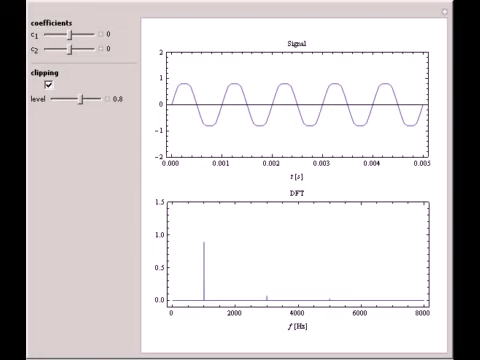 coefficients
c1 0
c2 0
clipping
level 0.8
Signal
2
1
0
−1
−2
0.000 0.001 0.002 0.003 0.004 0.005
t [s]
DFT
1.5
1.0
0.5
0.0
0 2000 4000 6000 8000
f [Hz]